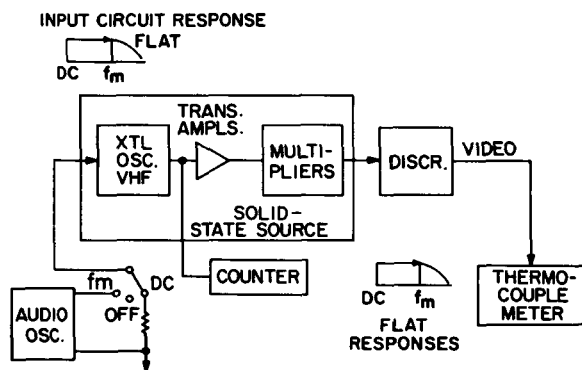 INPUT CIRCUIT RESPONSE
FLAT
DC fm
TRANS.
AMPLS.
XTL
OSC.
VHF
MULTI-
PLIERS
SOLID-
STATE SOURCE
DISCR.
VIDEO
COUNTER
fm
DC
OFF
AUDIO
OSC.
DC fm
FLAT
RESPONSES
THERMO-
COUPLE
METER